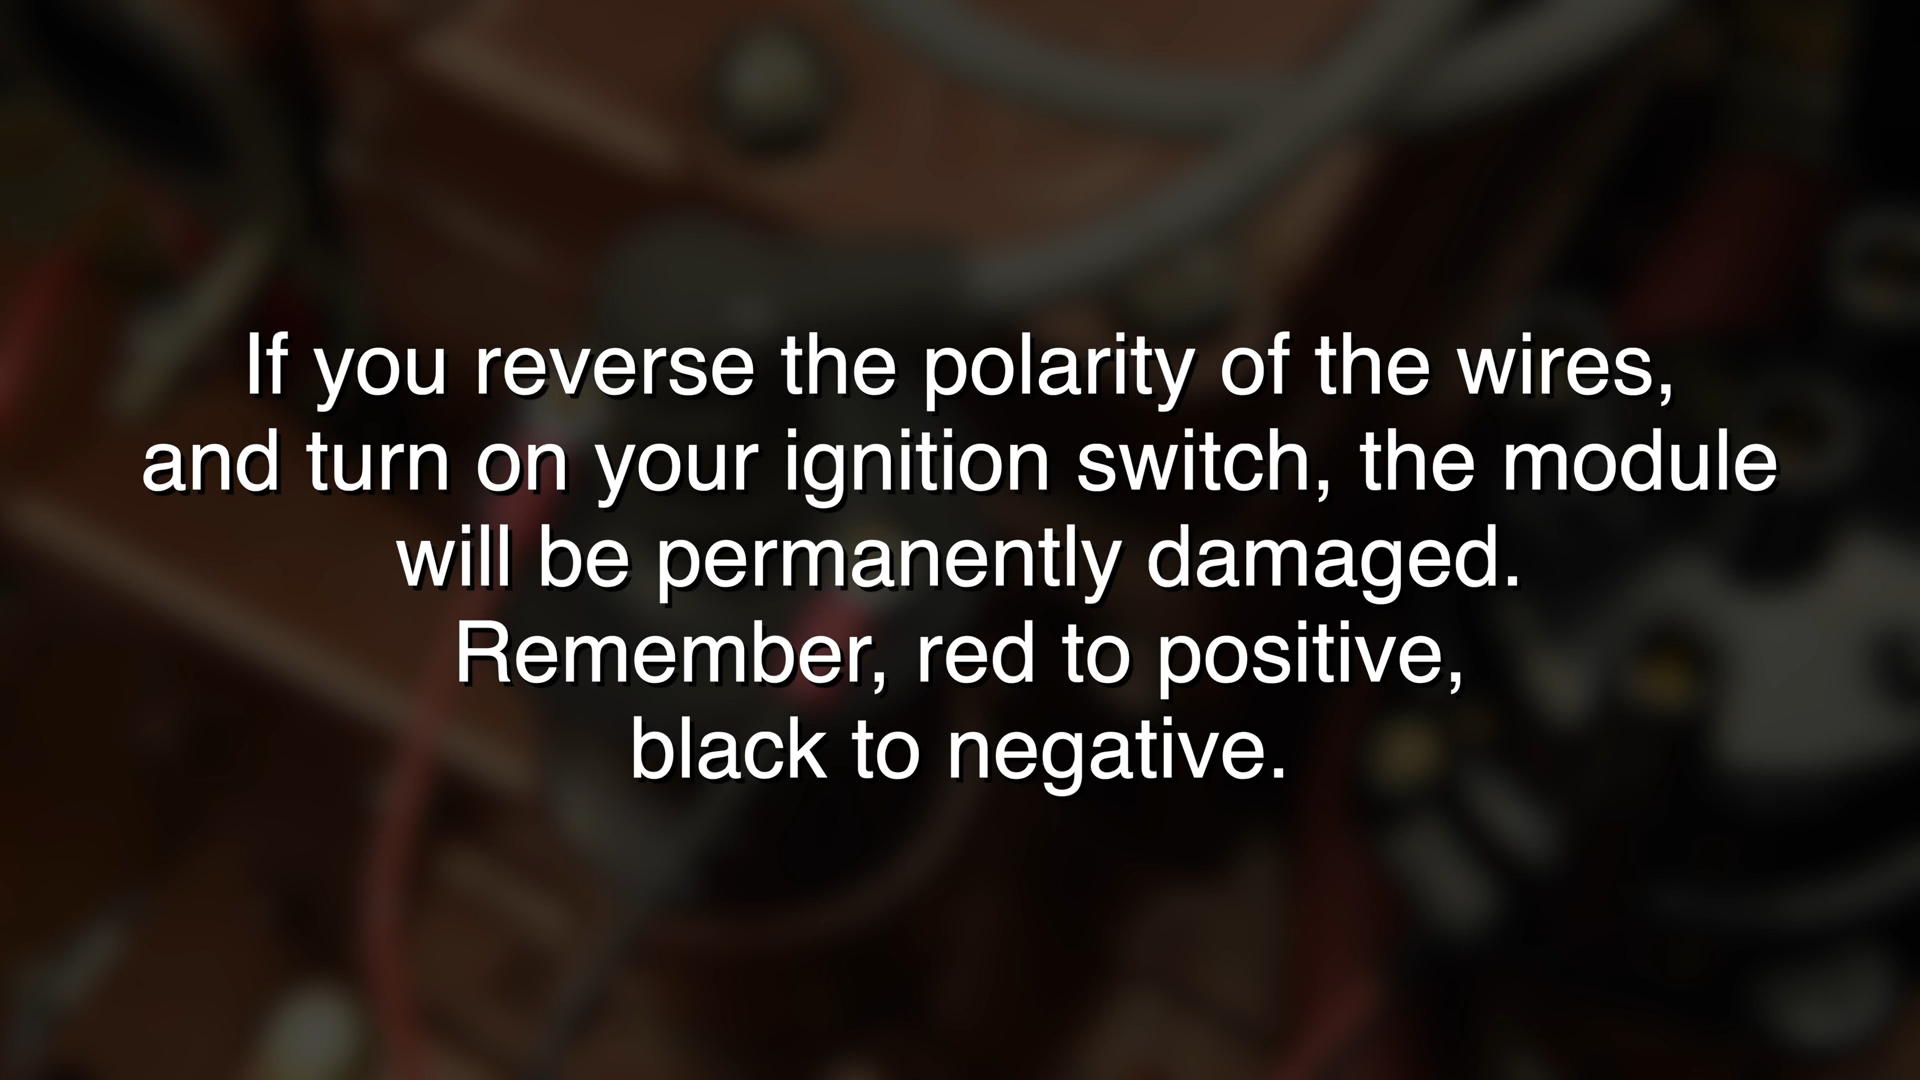 If you reverse the polarity of the wires,
and turn on your ignition switch, the module
will be permanently damaged.
Remember, red to positive,
black to negative.